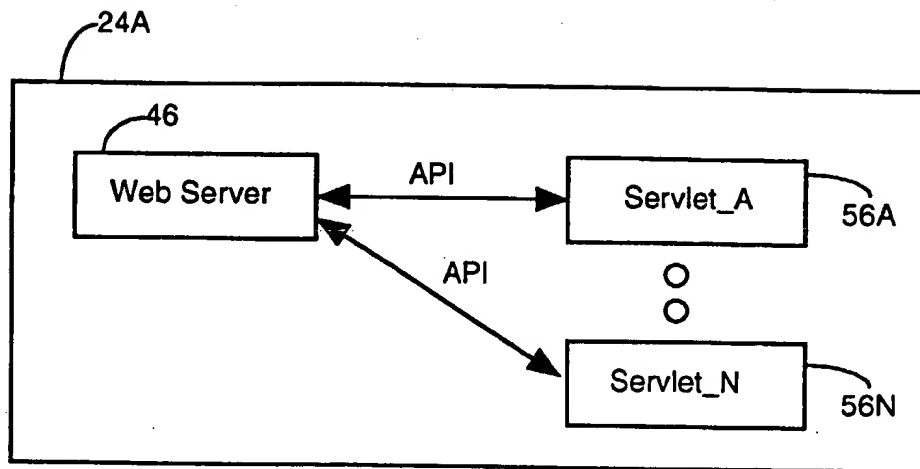 24A
46
Web Server
API
Servlet_A
56A
API
Servlet_N
56N